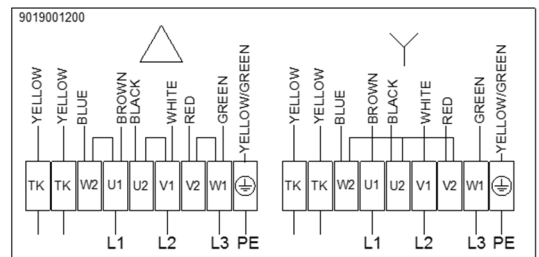 9019001200
YELLOW YELLOW BLUE BROWN BLACK WHITE RED GREEN YELLOW/GREEN
TK TK W2 U1 U2 V1 V2 W1
L1 L2 L3 PE
YELLOW YELLOW BLUE BROWN BLACK WHITE RED GREEN YELLOW/GREEN
TK TK W2 U1 U2 V1 V2 W1
L1 L2 L3 PE